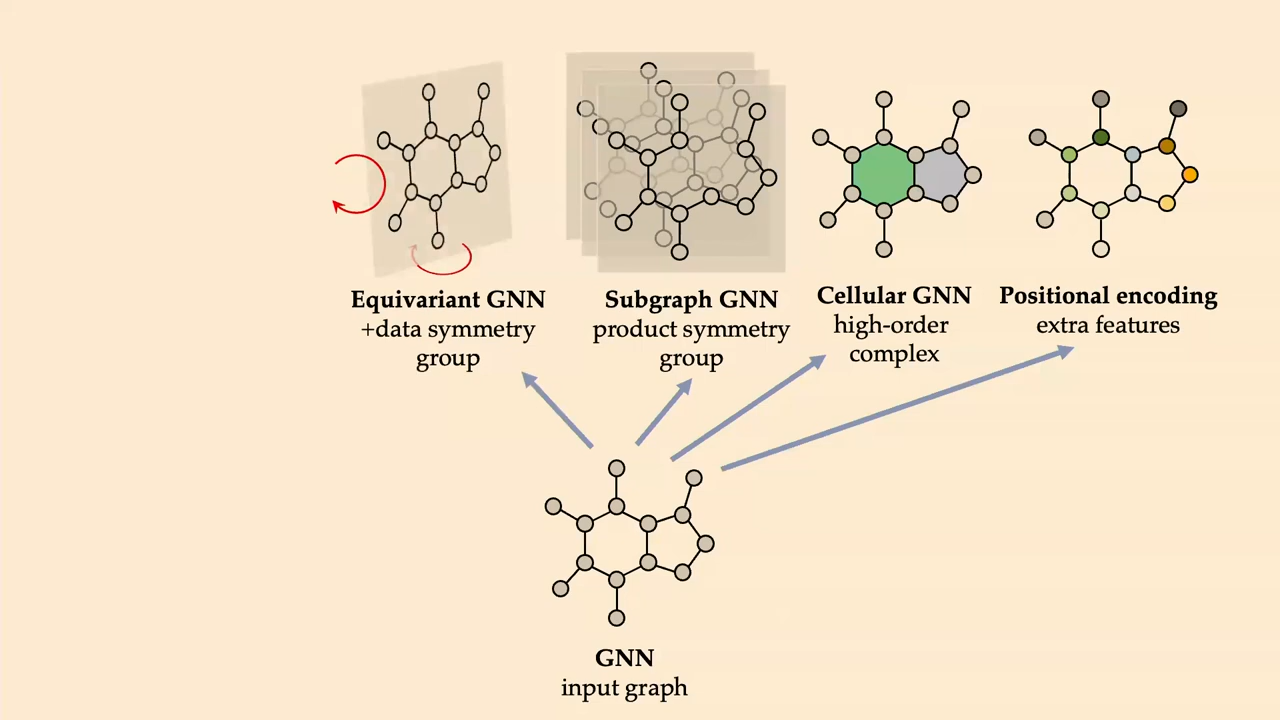 Equivariant GNN
+data symmetry
group
Subgraph GNN
product symmetry
group
Cellular GNN
high-order
complex
Positional encoding
extra features
GNN
input graph